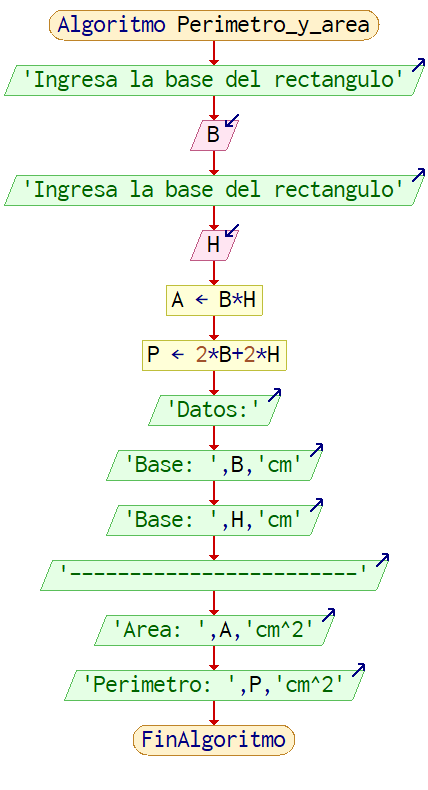 Algoritmo Perimetro_y_area
'Ingresa la base del rectangulo'
B
'Ingresa la base del rectangulo'
H
A ← B*H
P ← 2*B+2*H
'Datos:'
'Base: ',B,'cm'
'Base: ',H,'cm'
'------------------------'
'Area: ',A,'cm^2'
'Perimetro: ',P,'cm^2'
FinAlgoritmo